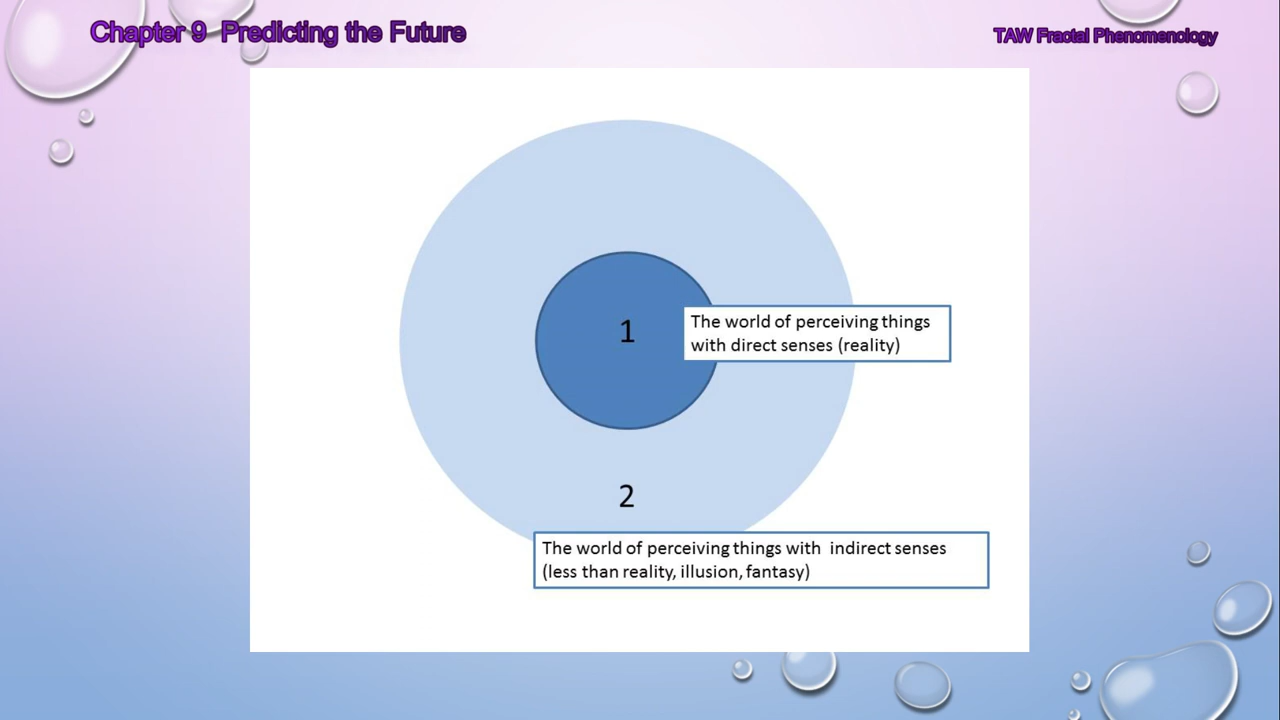 Chapter 9  Predicting the Future
TAW Fractal Phenomenology
1
The world of perceiving things
with direct senses (reality)
2
The world of perceiving things with  indirect senses
(less than reality, illusion, fantasy)